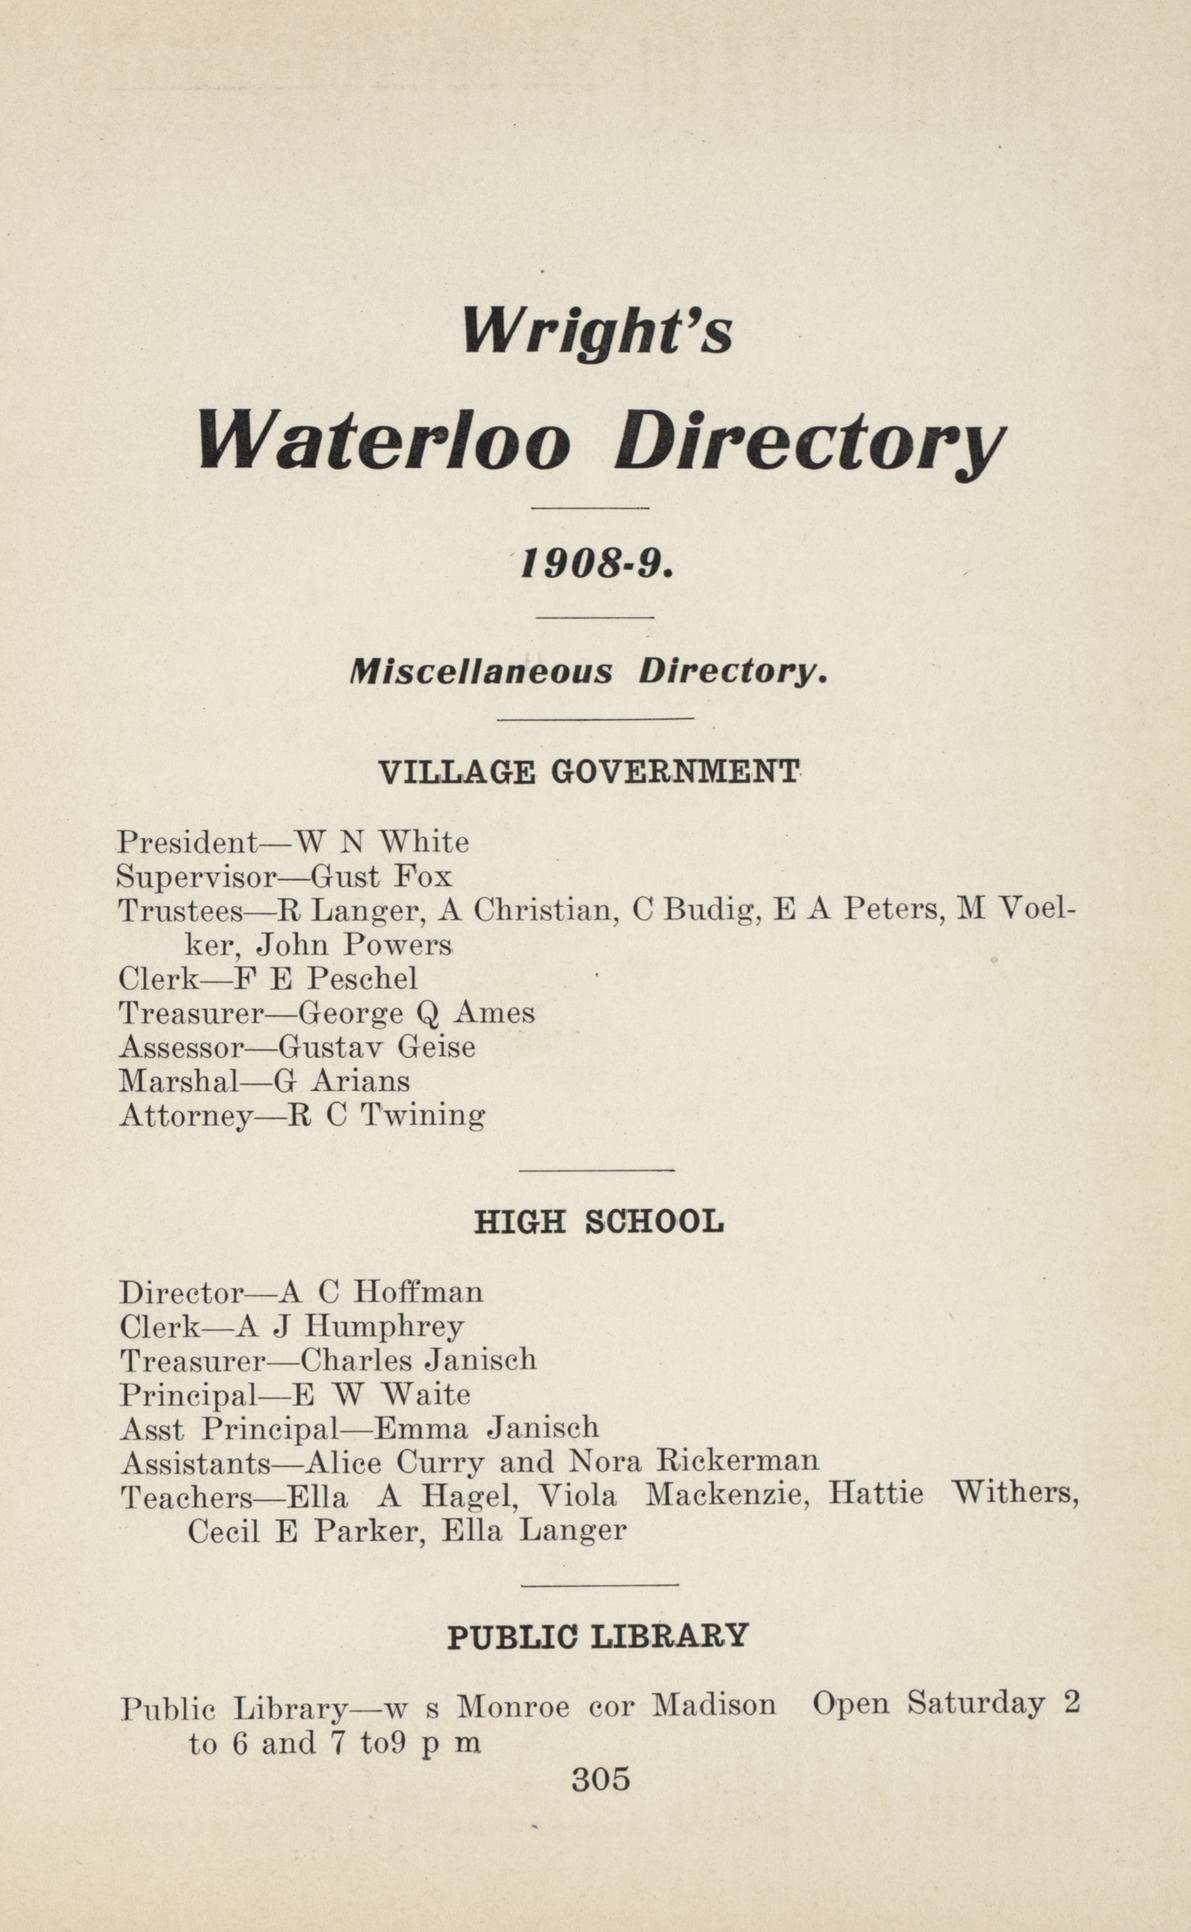 Wright's
Waterloo Directory
1908-9.
Miscellaneous Directory.
VILLAGE GOVERNMENT
President—W N White
Supervisor—Gust Fox
Trustees—R Langer, A Christian, C Budig, E A Peters, M Voel-
ker, John Powers
Clerk—F E Peschel
Treasurer—George Q Ames
Assessor—Gustav Geise
Marshal—G Arians
Attorney—R C Twining
HIGH SCHOOL
Director—A C Hoffman
Clerk—A J Humphrey
Treasurer—Charles Janisch
Principal—E W Waite
Asst Principal—Emma Janisch
Assistants—Alice Curry and Nora Rickerman
Teachers—Ella A Hagel, Viola Mackenzie, Hattie Withers,
Cecil E Parker, Ella Langer
PUBLIC LIBRARY
Public Library—w s Monroe cor Madison Open Saturday 2
to 6 and 7 to9 p m
305